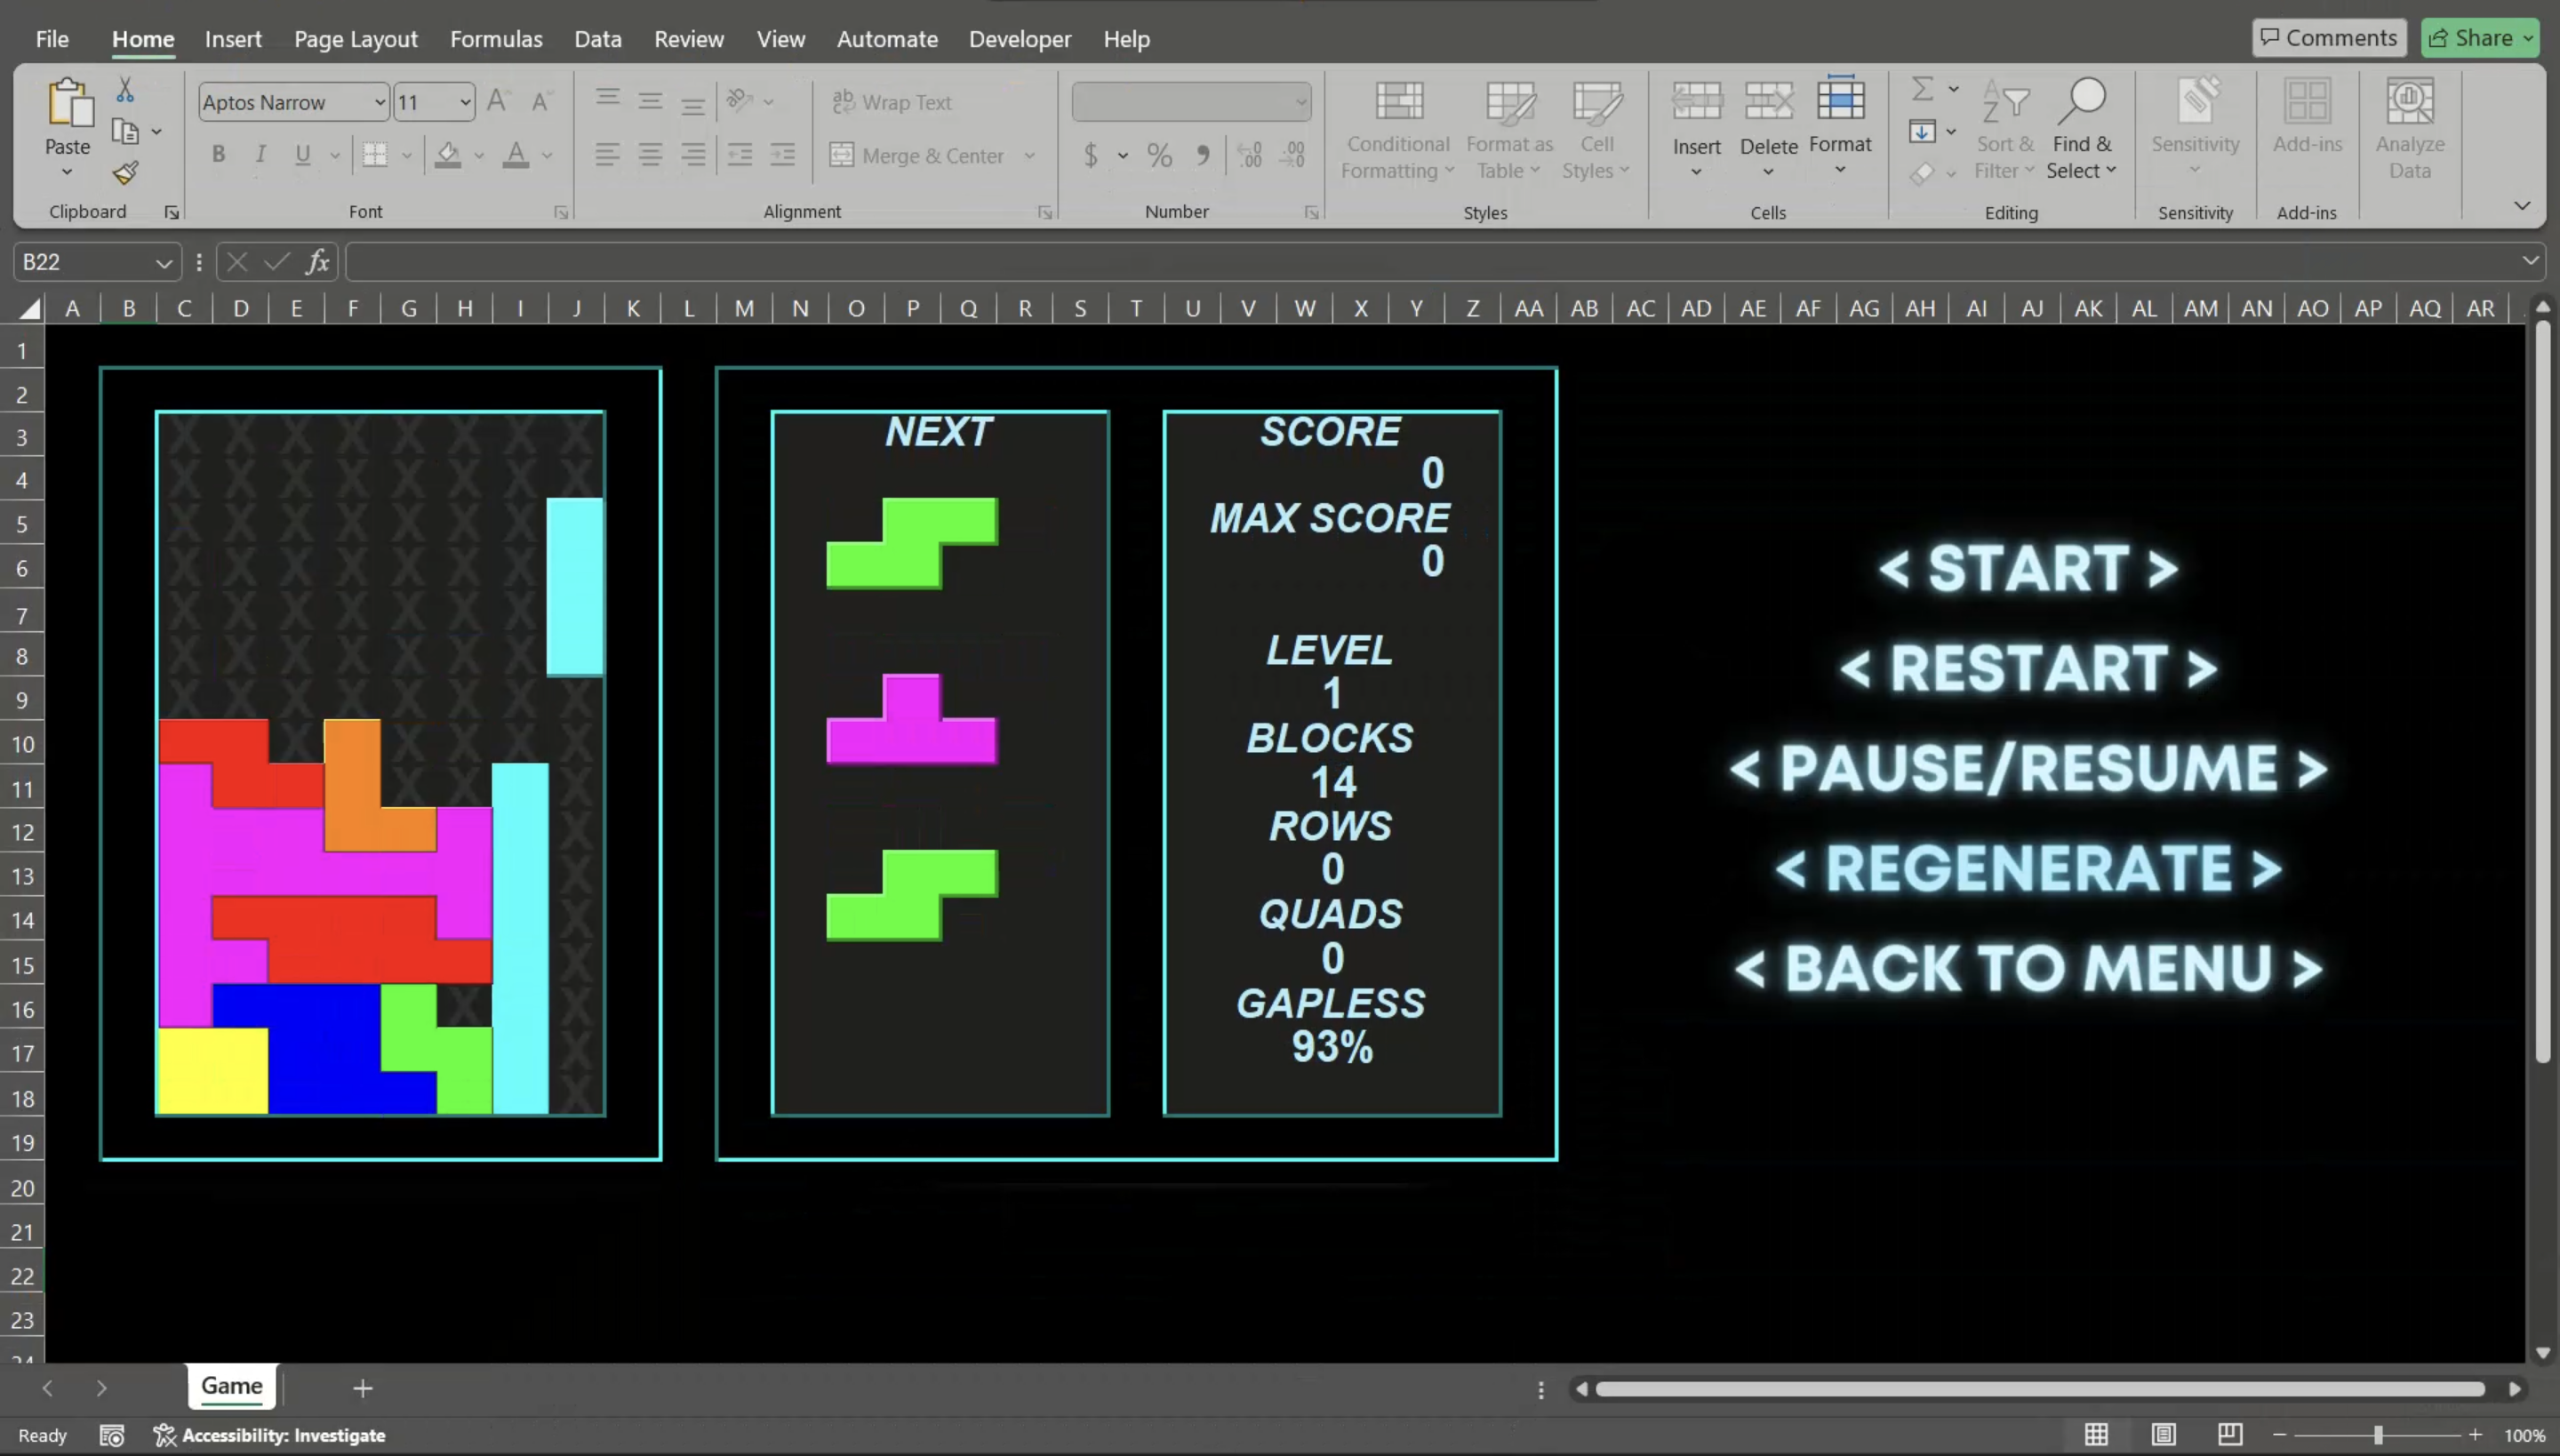 File Home Insert Page Layout Formulas Data Review View Automate Developer Help Comments Share
Paste
Clipboard
Aptos Narrow 11 A A
B I U A
Font
ab Wrap Text
Merge & Center
Alignment
$ % , .00 .00
Number
Conditional Formatting
Format as Table
Cell Styles
Styles
Insert Delete Format
Cells
Sort & Filter
Find & Select
Editing
Sensitivity
Sensitivity
Add-ins
Add-ins
Analyze Data
B22 fx
A B C D E F G H I J K L M N O P Q R S T U V W X Y Z AA AB AC AD AE AF AG AH AI AJ AK AL AM AN AO AP AQ AR
1
2
3
4
5
6
7
8
9
10
11
12
13
14
15
16
17
18
19
20
21
22
23
24
X X X X X X X X
X X X X X X X X
X X X X X X X
X X X X X X X
X X X X X X X
X X X X X X X
X X X X X X X X
X X X X X
X X X
X
X
X
X
X X
X
X
NEXT
SCORE
0
MAX SCORE
0
LEVEL
1
BLOCKS
14
ROWS
0
QUADS
0
GAPLESS
93%
< START >
< RESTART >
< PAUSE/RESUME >
< REGENERATE >
< BACK TO MENU >
Game +
Ready Accessibility: Investigate 100%